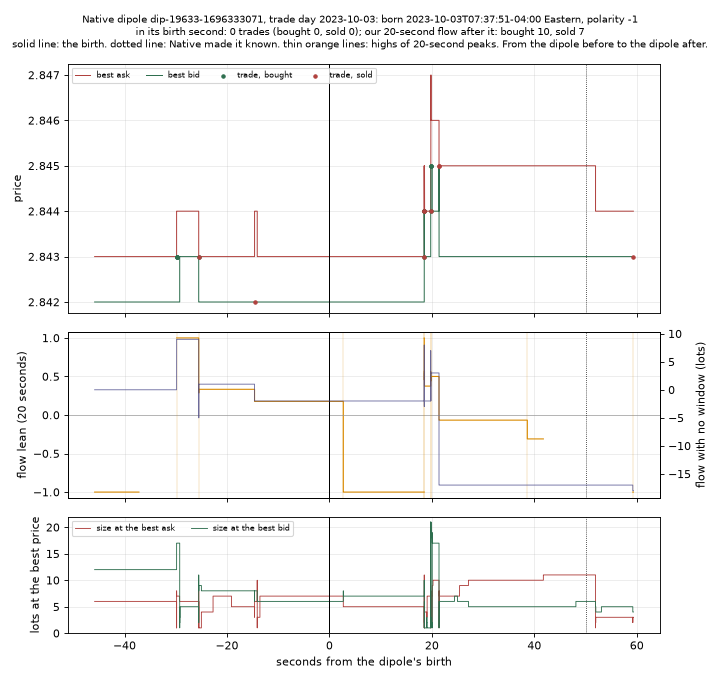 Native dipole dip-19633-1696333071, trade day 2023-10-03: born 2023-10-03T07:37:51-04:00 Eastern, polarity -1
in its birth second: 0 trades (bought 0, sold 0); our 20-second flow after it: bought 10, sold 7
solid line: the birth. dotted line: Native made it known. thin orange lines: highs of 20-second peaks. From the dipole before to the dipole after.
best ask best bid trade, bought trade, sold
2.847
2.846
2.845
2.844
2.843
2.842
price
1.0
0.5
0.0
−0.5
−1.0
flow lean (20 seconds)
10
5
0
−5
−10
−15
flow with no window (lots)
size at the best ask size at the best bid
20
15
10
5
0
lots at the best price
−40 −20 0 20 40 60
seconds from the dipole's birth